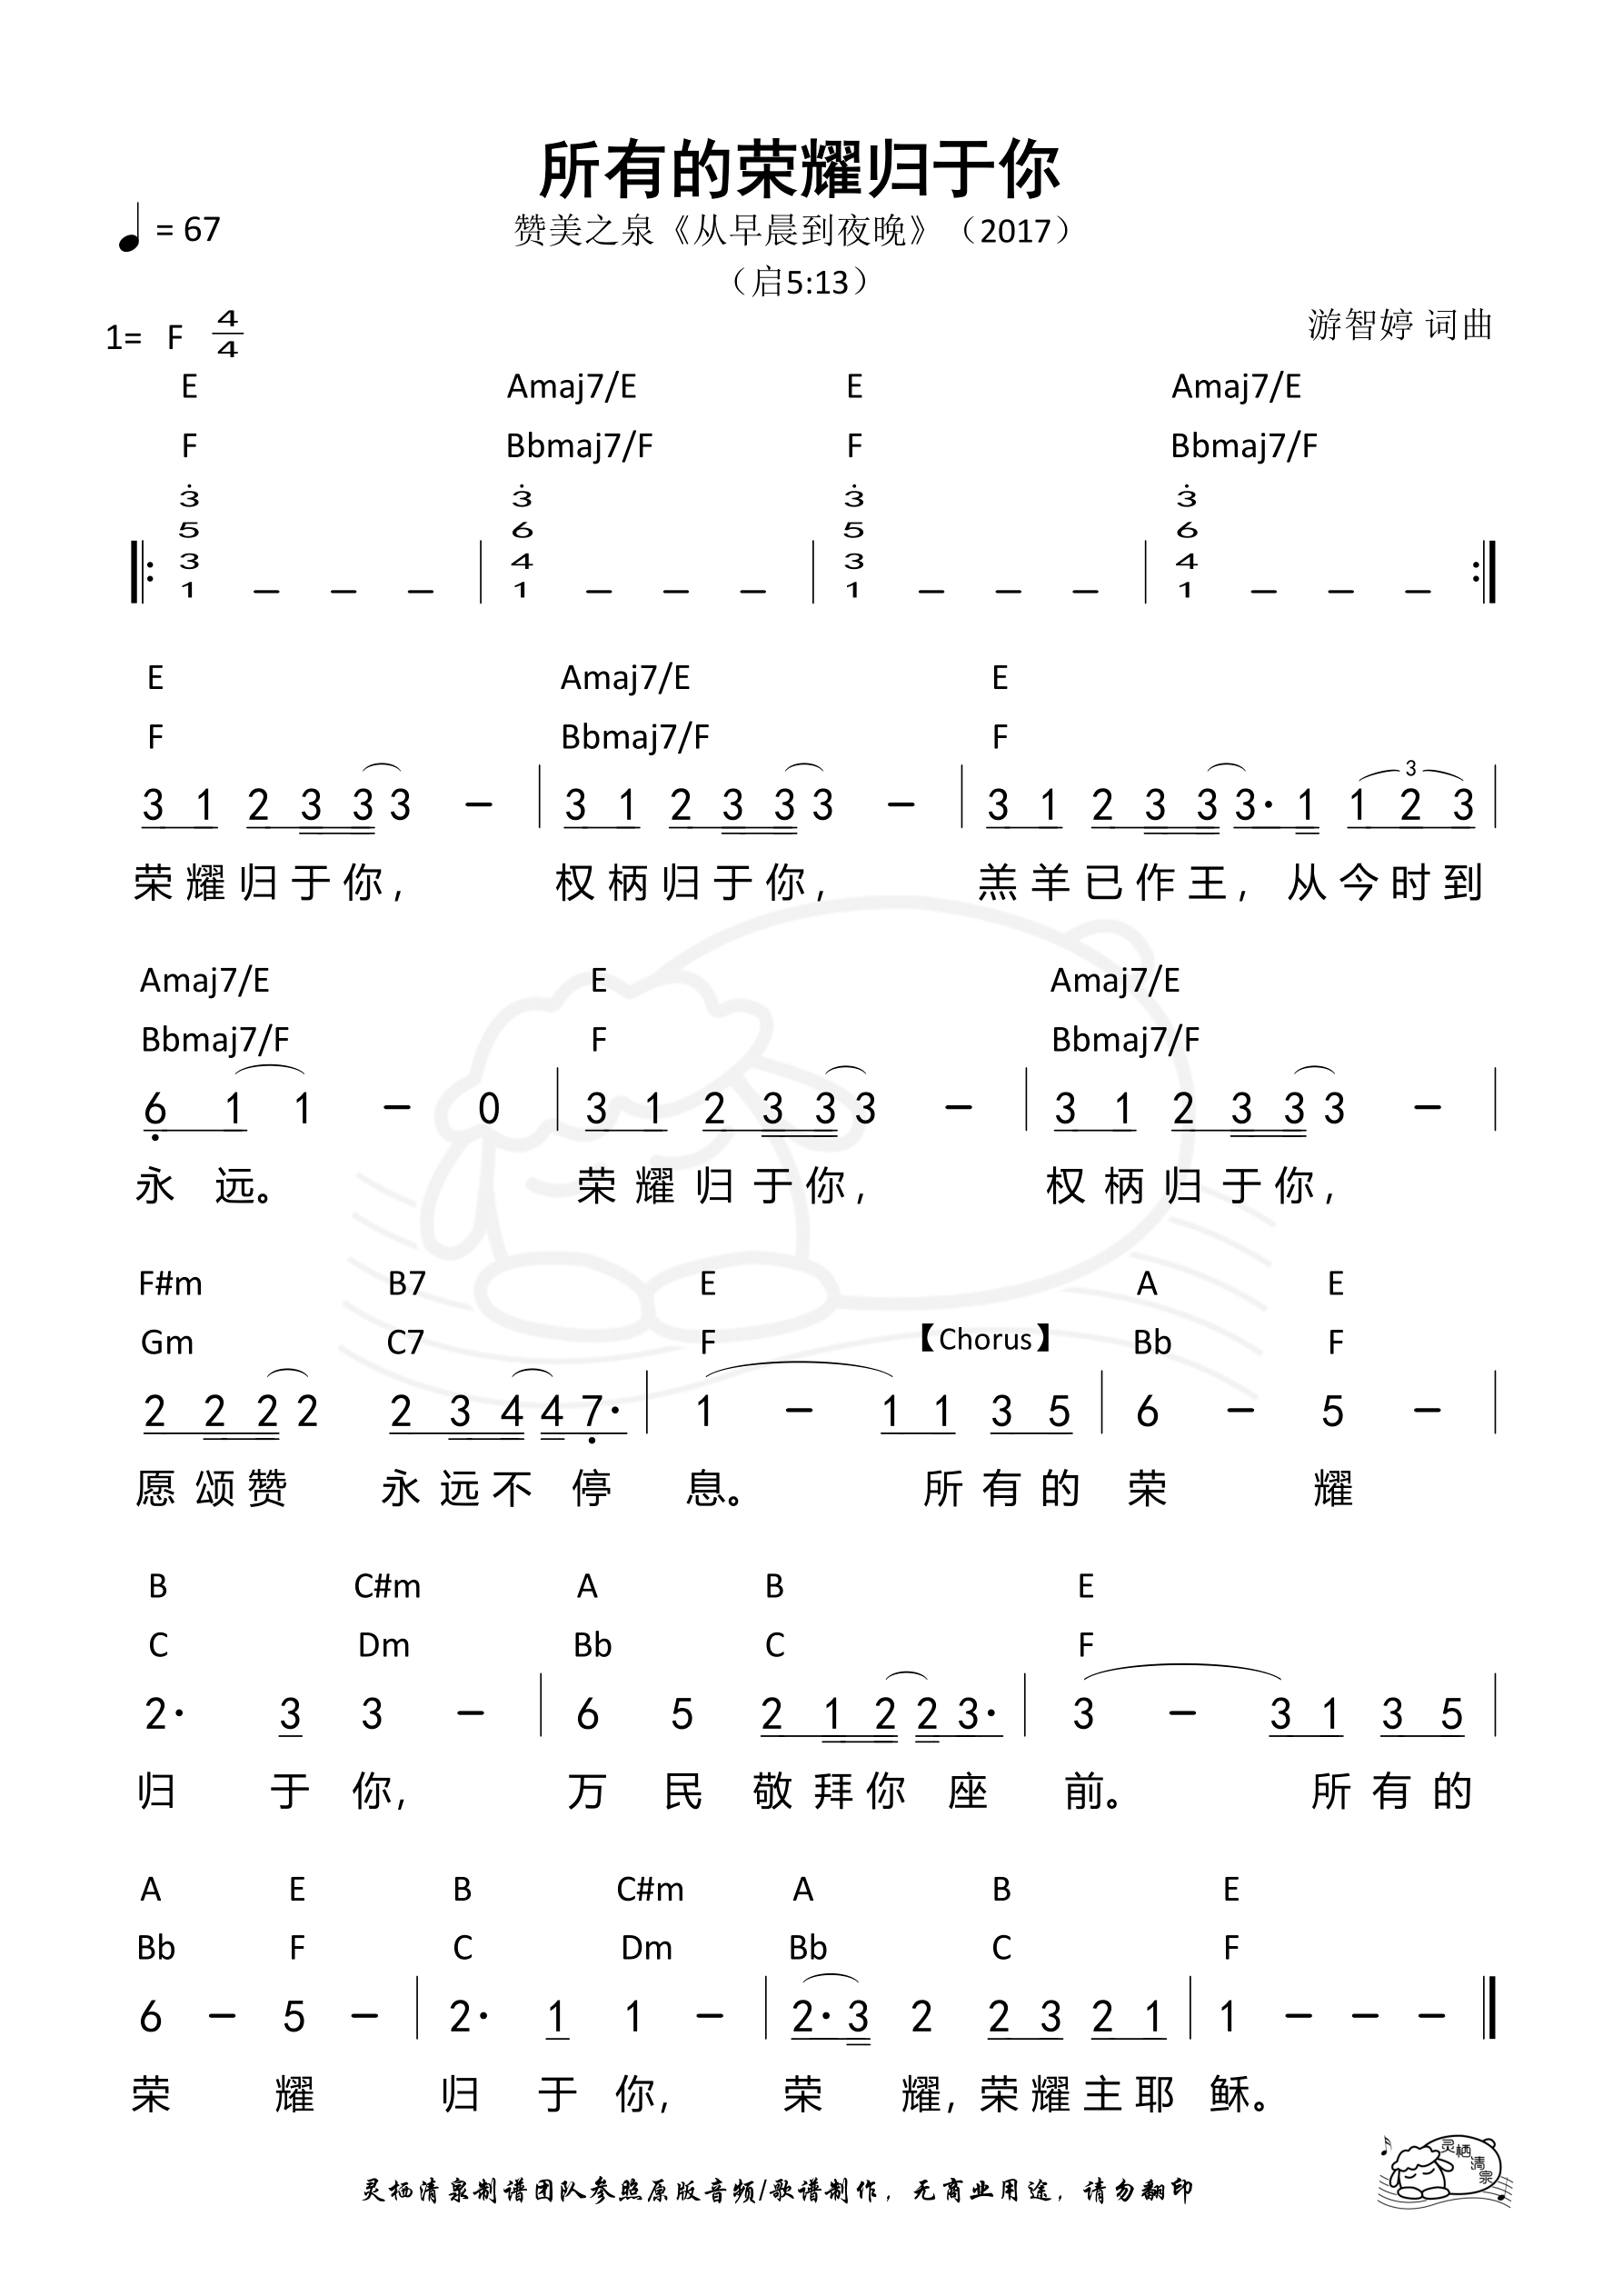 所有的荣耀归于你
= 67
赞美之泉《从早晨到夜晚》（2017）
（启5:13）
1= F 4/4
游智婷 词曲
E Amaj7/E E Amaj7/E
F Bbmaj7/F F Bbmaj7/F
3 3 3 3
5 6 5 6
3 4 3 4
1 – – – 1 – – – 1 – – – 1 – – –
E Amaj7/E E
F Bbmaj7/F F
3 1 2 3 3 3 – | 3 1 2 3 3 3 – | 3 1 2 3 3 3· 1 1 2 3 |
3
荣耀归于你, 权柄归于你, 羔羊已作王, 从今时到
Amaj7/E E Amaj7/E
Bbmaj7/F F Bbmaj7/F
6 1 1 – 0 | 3 1 2 3 3 3 – | 3 1 2 3 3 3 – |
永远。 荣耀归于你, 权柄归于你,
F#m B7 E A E
Gm C7 F 【Chorus】 Bb F
2 2 2 2 2 3 4 4 7· | 1 – 1 1 3 5 | 6 – 5 – |
愿颂赞 永远不停息。 所有的荣耀
B C#m A B E
C Dm Bb C F
2· 3 3 – | 6 5 2 1 2 2 3· | 3 – 3 1 3 5 |
归于你, 万民敬拜你座前。 所有的
A E B C#m A B E
Bb F C Dm Bb C F
6 – 5 – | 2· 1 1 – | 2· 3 2 2 3 2 1 | 1 – – –
荣耀归于你, 荣耀, 荣耀主耶稣。
灵栖清泉
灵栖清泉制谱团队参照原版音频/歌谱制作，无商业用途，请勿翻印